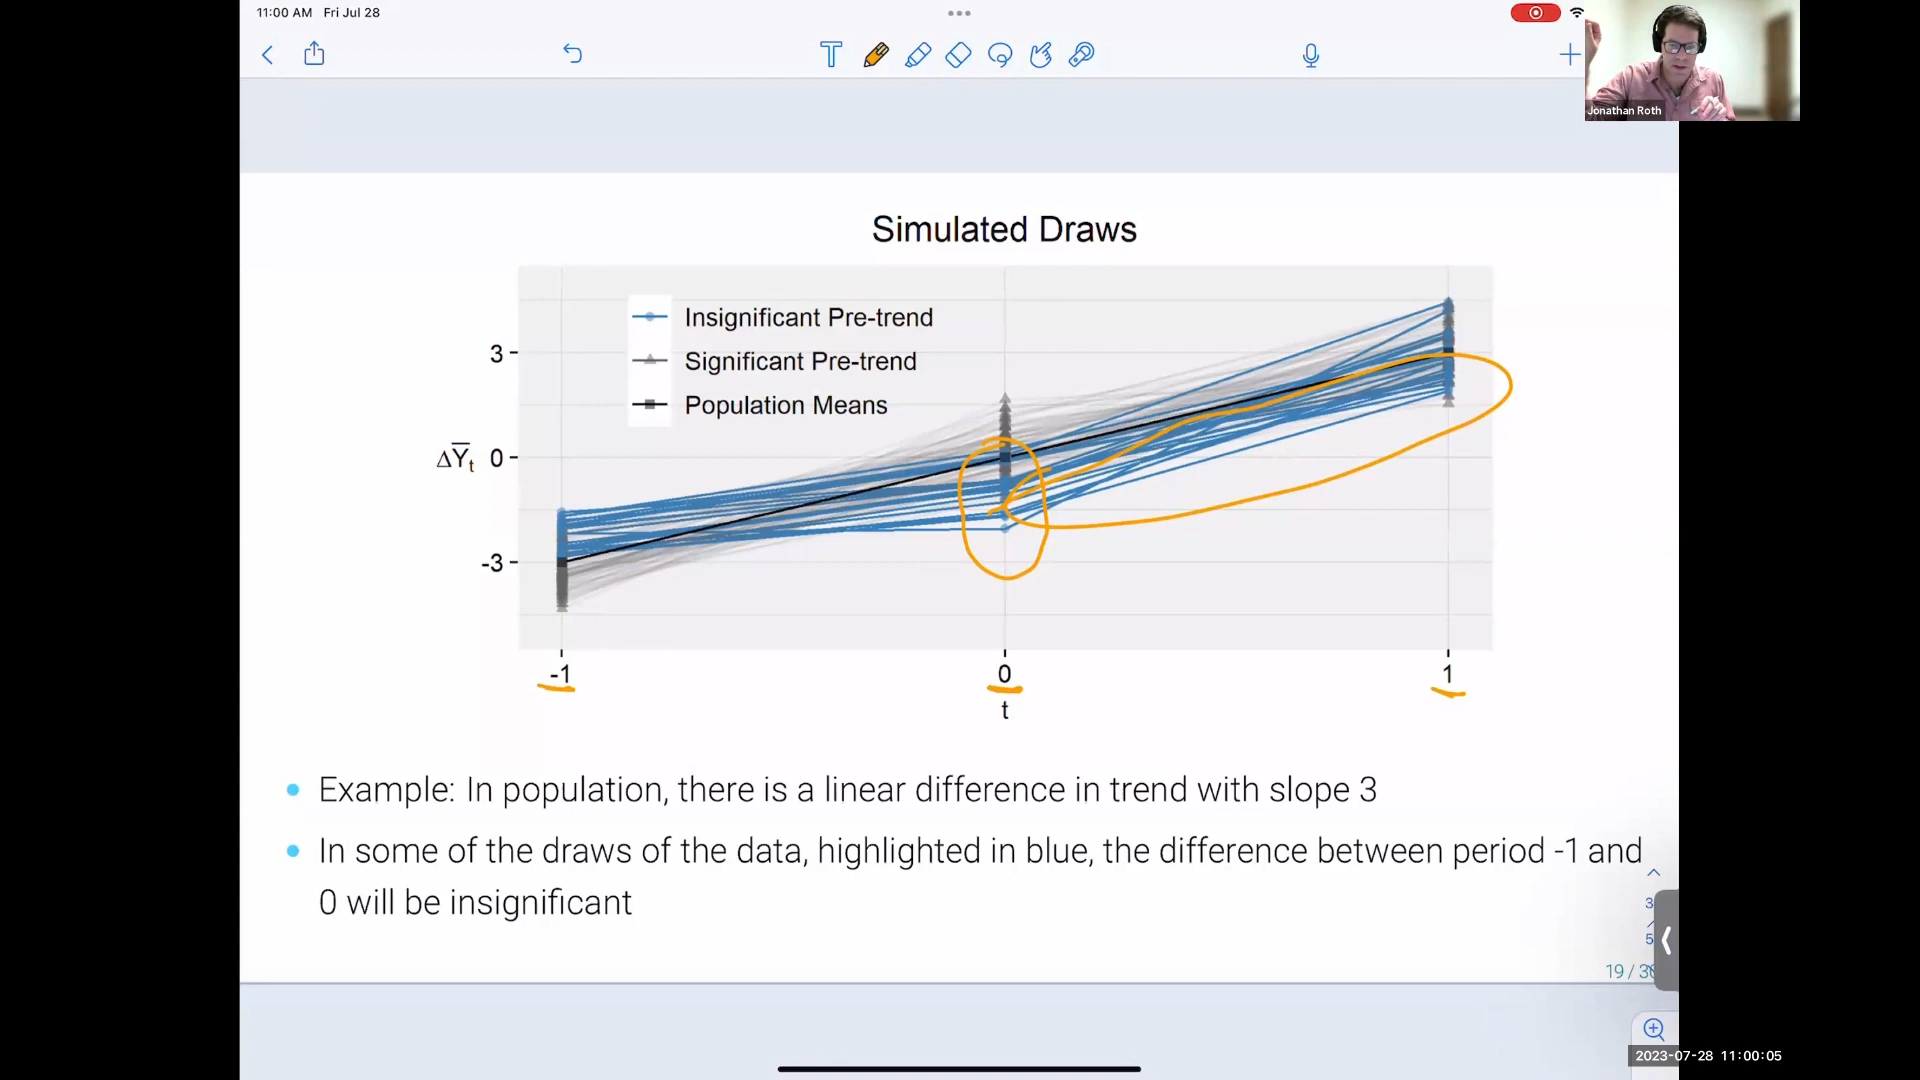 11:00 AM Fri Jul 28
Jonathan Roth
Simulated Draws
Insignificant Pre-trend
Significant Pre-trend
Population Means
3
0
-3
ΔY̅t
-1
0
1
t
Example: In population, there is a linear difference in trend with slope 3
In some of the draws of the data, highlighted in blue, the difference between period -1 and
0 will be insignificant
19 /
2023-07-28 11:00:05